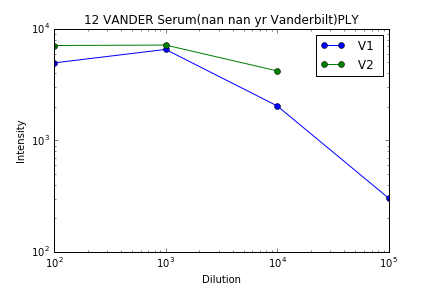 12 VANDER Serum(nan nan yr Vanderbilt)PLY
10^4
10^3
10^2
Intensity
V1
V2
10^2 10^3 10^4 10^5
Dilution